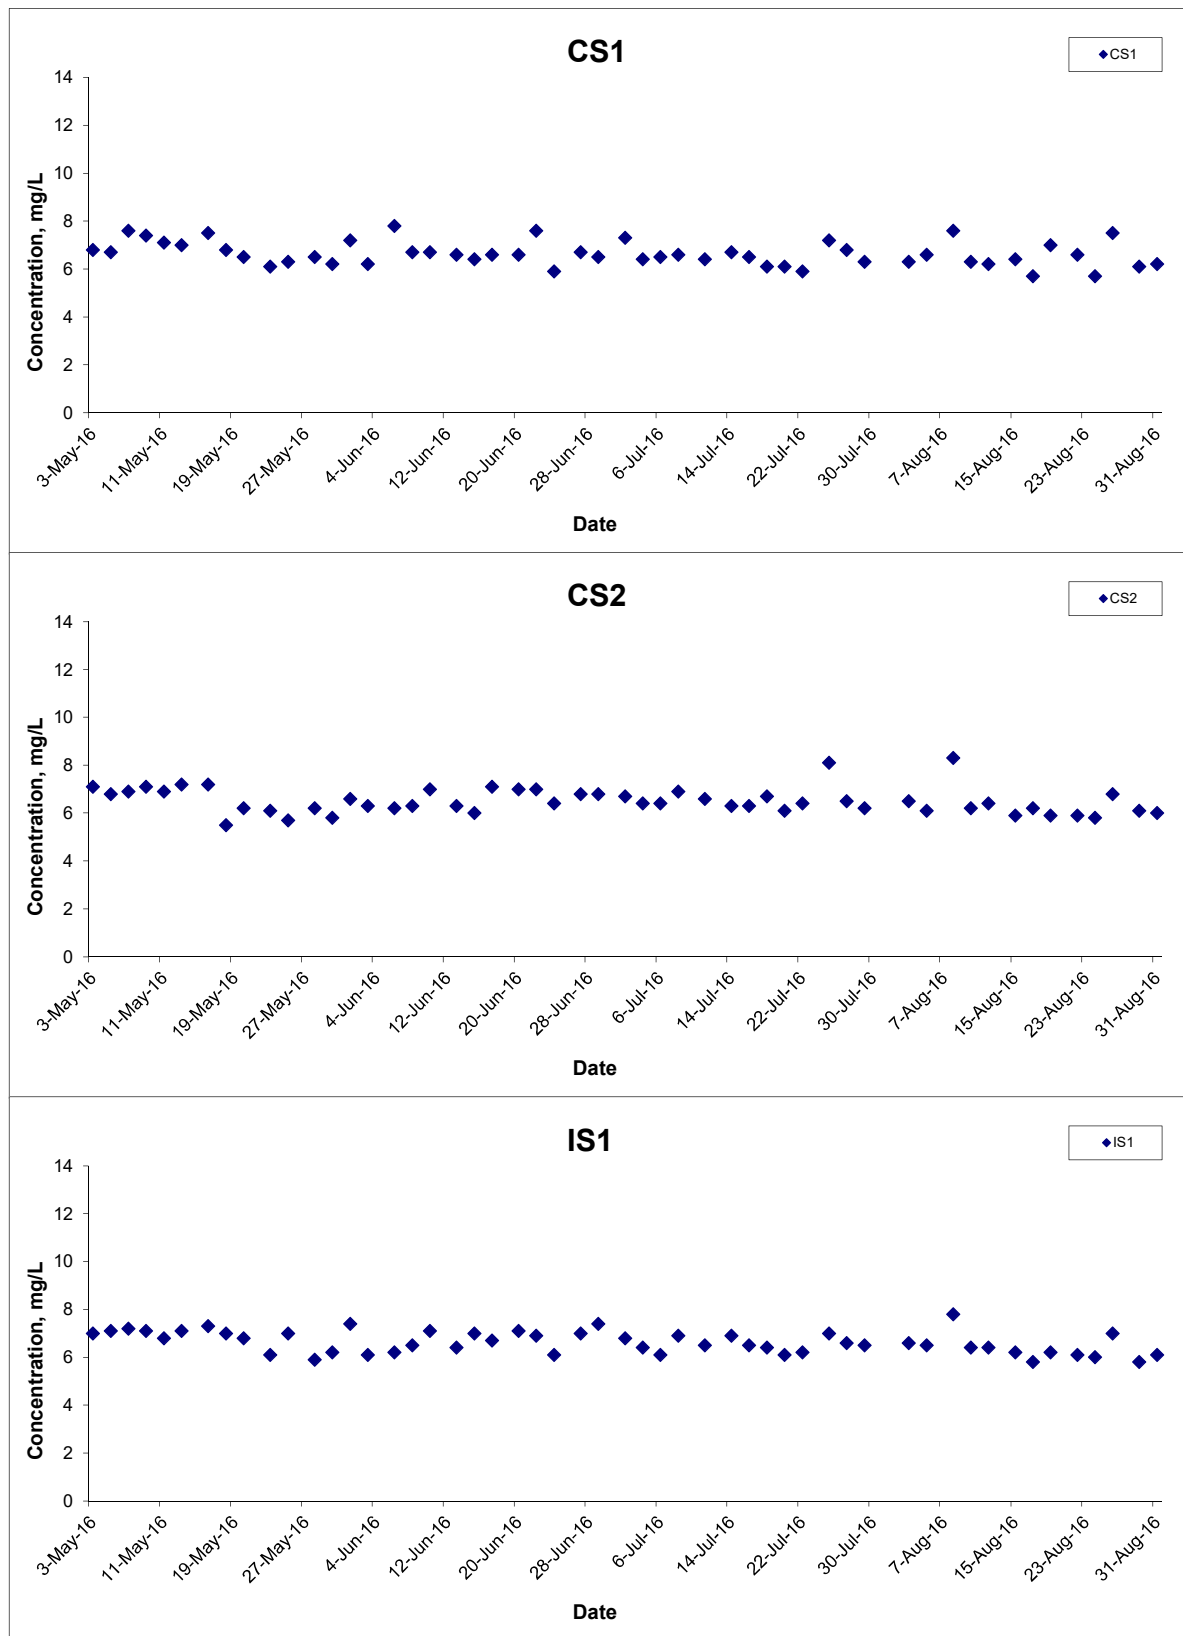 CS1
CS1
14
12
10
8
6
4
2
0
Concentration, mg/L
3-May-16
11-May-16
19-May-16
27-May-16
4-Jun-16
12-Jun-16
20-Jun-16
28-Jun-16
6-Jul-16
14-Jul-16
22-Jul-16
30-Jul-16
7-Aug-16
15-Aug-16
23-Aug-16
31-Aug-16
Date
CS2
CS2
14
12
10
8
6
4
2
0
Concentration, mg/L
3-May-16
11-May-16
19-May-16
27-May-16
4-Jun-16
12-Jun-16
20-Jun-16
28-Jun-16
6-Jul-16
14-Jul-16
22-Jul-16
30-Jul-16
7-Aug-16
15-Aug-16
23-Aug-16
31-Aug-16
Date
IS1
IS1
14
12
10
8
6
4
2
0
Concentration, mg/L
3-May-16
11-May-16
19-May-16
27-May-16
4-Jun-16
12-Jun-16
20-Jun-16
28-Jun-16
6-Jul-16
14-Jul-16
22-Jul-16
30-Jul-16
7-Aug-16
15-Aug-16
23-Aug-16
31-Aug-16
Date